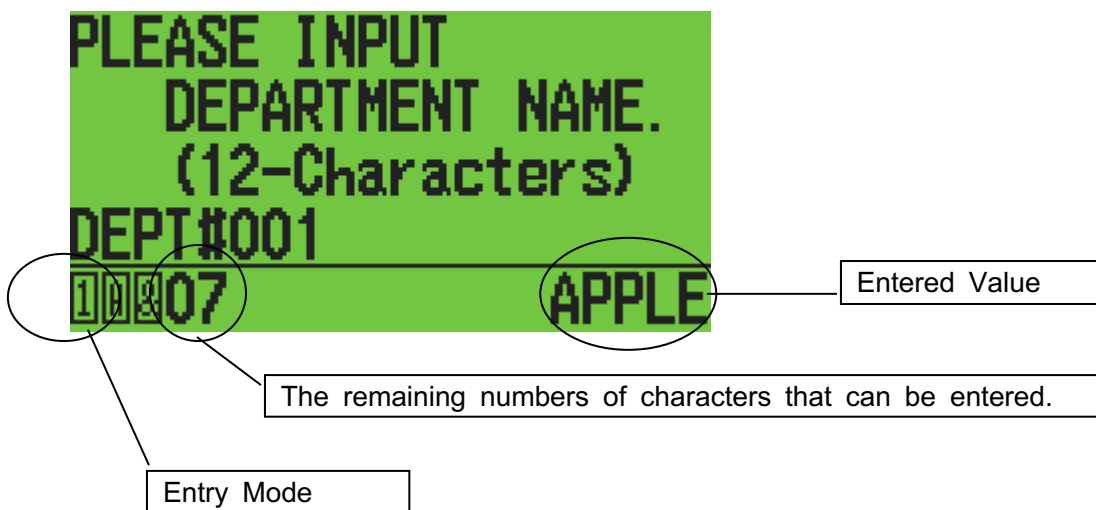 PLEASE INPUT
DEPARTMENT NAME.
(12-Characters)
DEPT#001
1A&07 APPLE
Entered Value
The remaining numbers of characters that can be entered.
Entry Mode